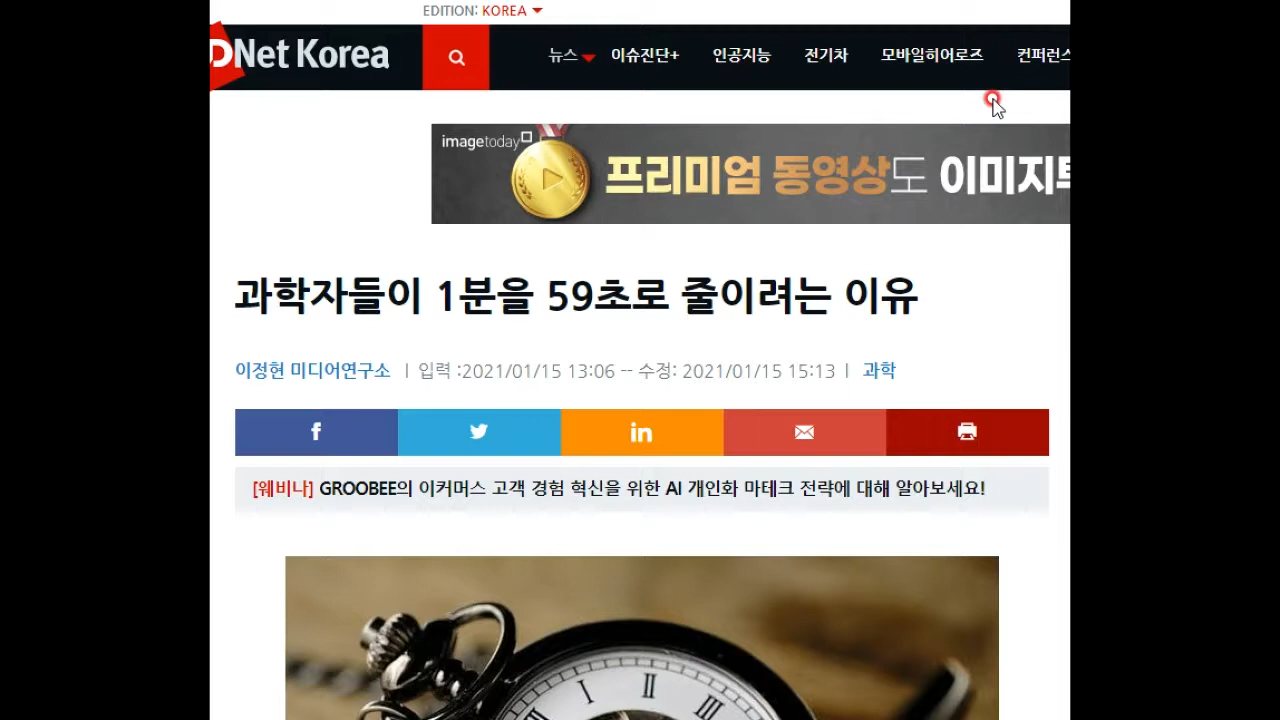 EDITION: KOREA
DNet Korea
뉴스 이슈진단+ 인공지능 전기차 모바일히어로즈 컨퍼런스
imagetoday
프리미엄 동영상도 이미지투
과학자들이 1분을 59초로 줄이려는 이유
이정현 미디어연구소 | 입력 :2021/01/15 13:06 -- 수정: 2021/01/15 15:13 | 과학
f in
[웨비나] GROOBEE의 이커머스 고객 경험 혁신을 위한 AI 개인화 마테크 전략에 대해 알아보세요!
I II III